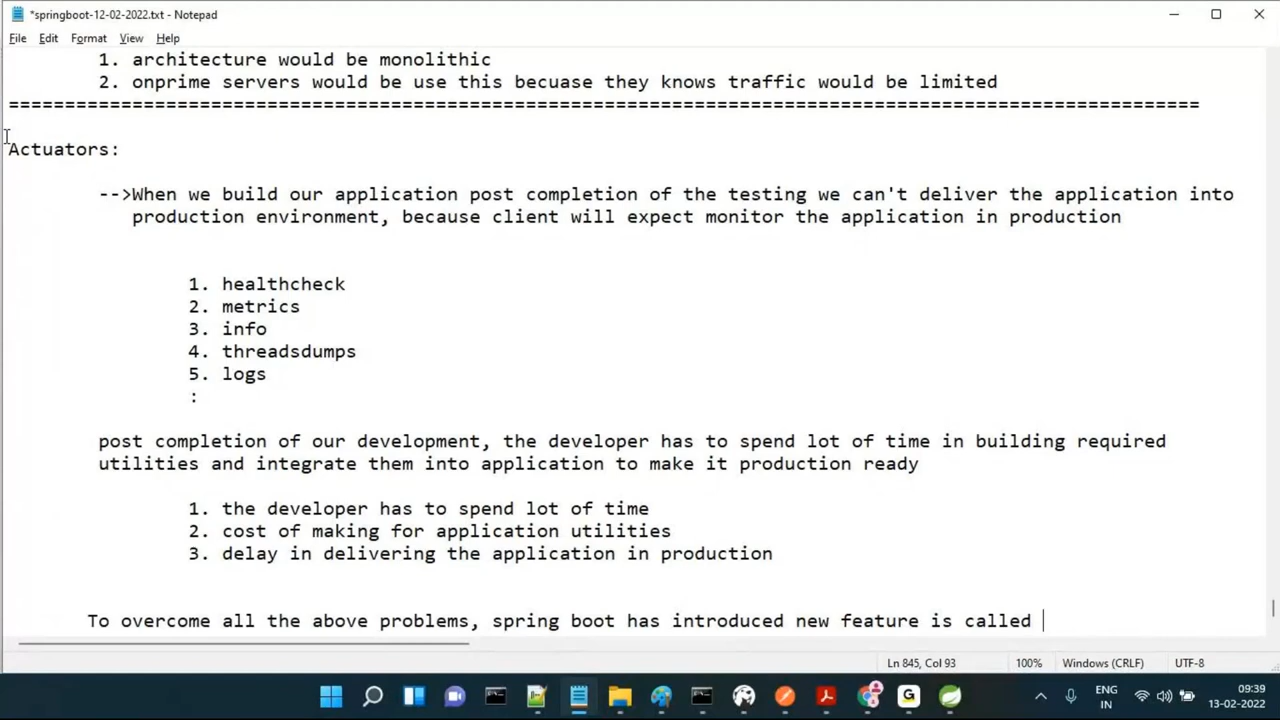 *springboot-12-02-2022.txt - Notepad
File Edit Format View Help
1. architecture would be monolithic
2. onprime servers would be use this becuase they knows traffic would be limited
==========================================================================================================
Actuators:
-->When we build our application post completion of the testing we can't deliver the application into
production environment, because client will expect monitor the application in production
1. healthcheck
2. metrics
3. info
4. threadsdumps
5. logs
:
post completion of our development, the developer has to spend lot of time in building required
utilities and integrate them into application to make it production ready
1. the developer has to spend lot of time
2. cost of making for application utilities
3. delay in delivering the application in production
To overcome all the above problems, spring boot has introduced new feature is called
Ln 845, Col 93 100% Windows (CRLF) UTF-8
ENG
IN
09:39
13-02-2022